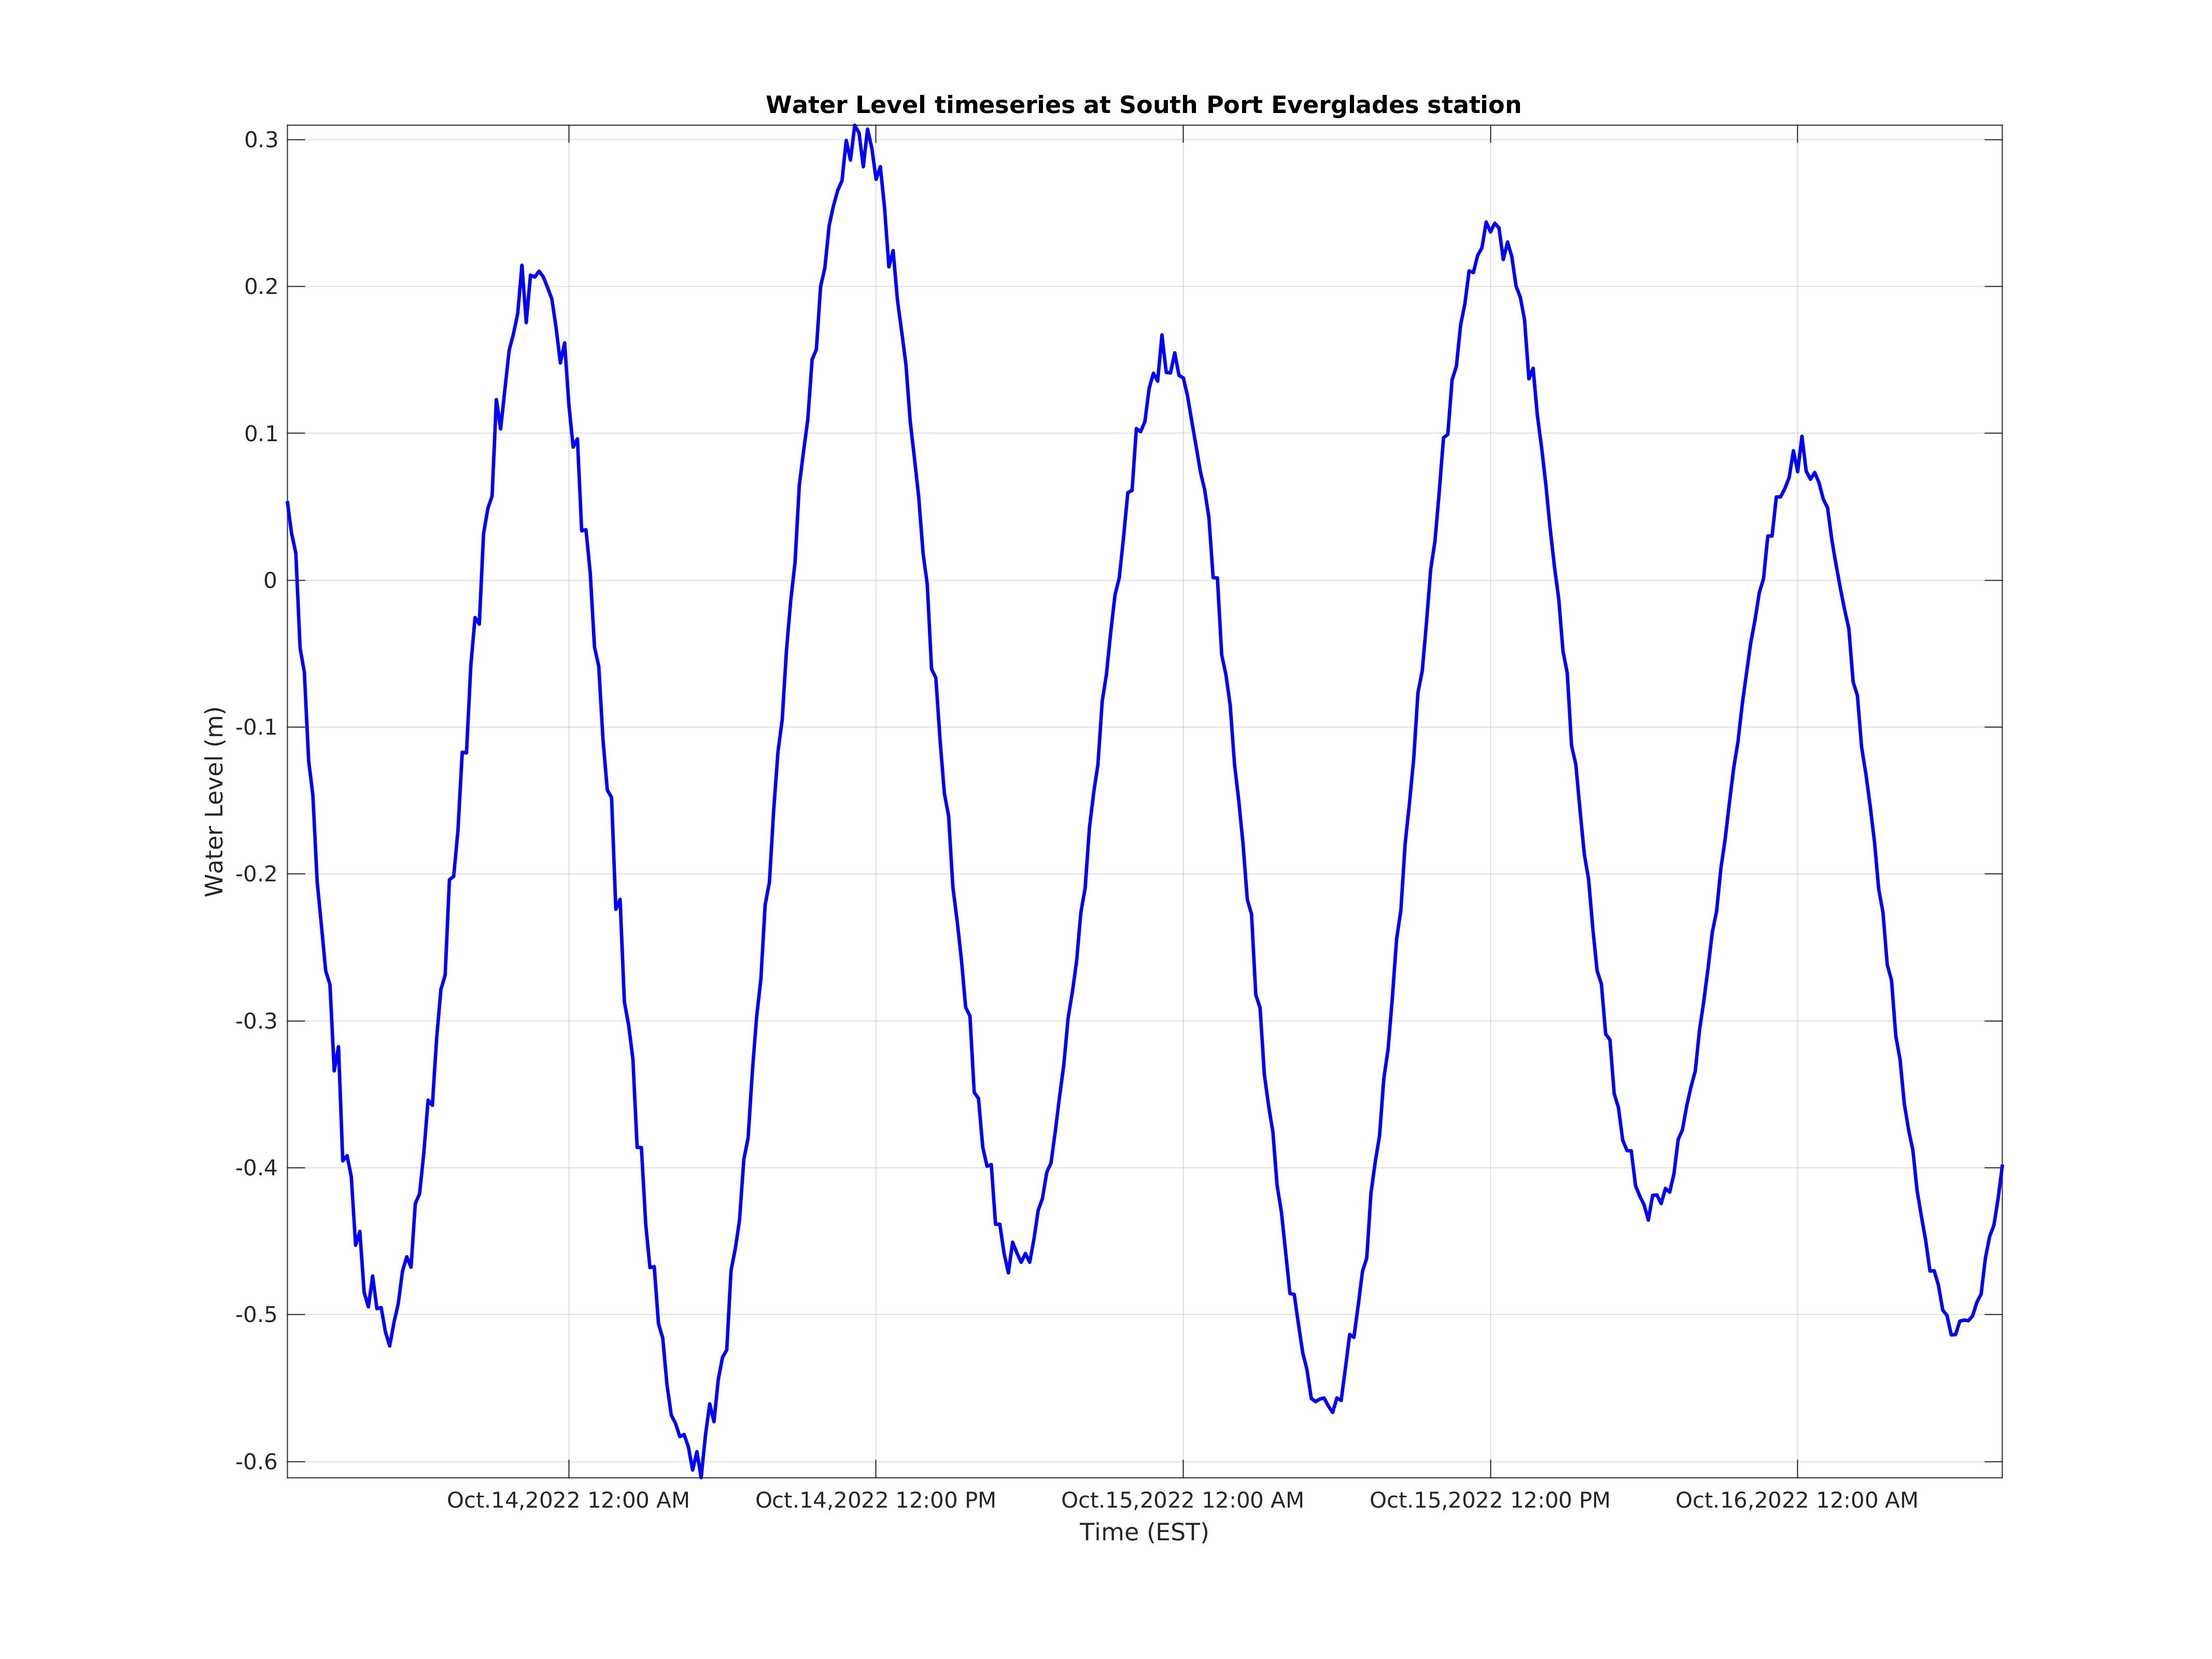 Water Level timeseries at South Port Everglades station
0.3
0.2
0.1
0
-0.1
-0.2
-0.3
-0.4
-0.5
-0.6
Water Level (m)
Oct.14,2022 12:00 AM
Oct.14,2022 12:00 PM
Oct.15,2022 12:00 AM
Oct.15,2022 12:00 PM
Oct.16,2022 12:00 AM
Time (EST)